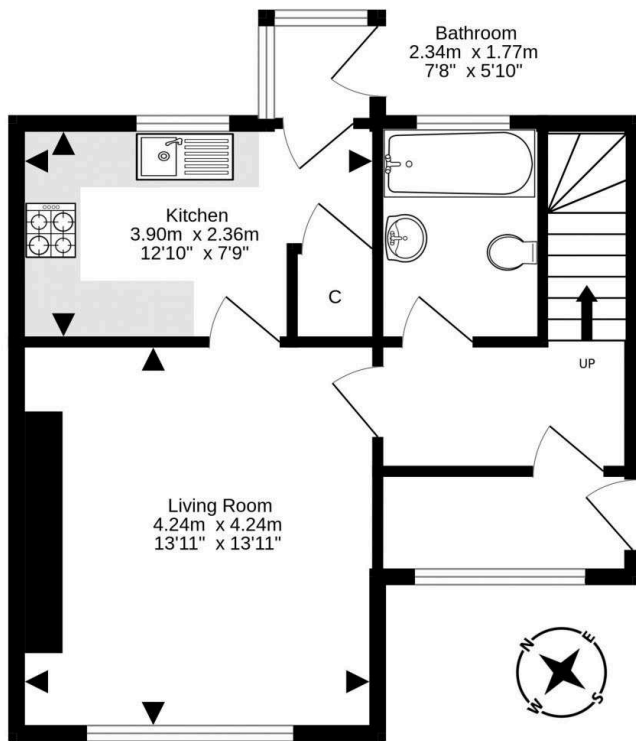 Bathroom
2.34m x 1.77m
7'8" x 5'10"
Kitchen
3.90m x 2.36m
12'10" x 7'9"
C
UP
Living Room
4.24m x 4.24m
13'11" x 13'11"
N
E
W
S